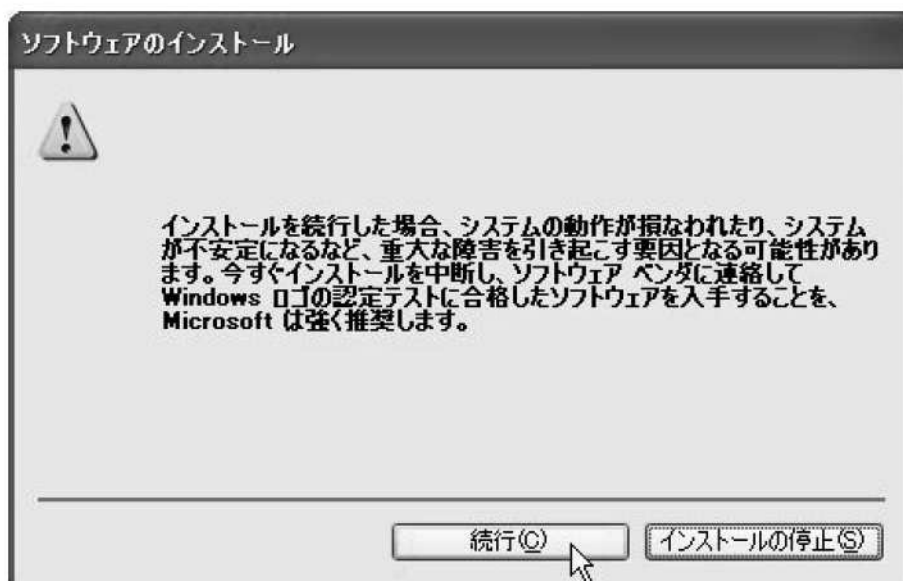 ソフトウェアのインストール
インストールを続行した場合、システムの動作が損なわれたり、システム
が不安定になるなど、重大な障害を引き起こす要因となる可能性があり
ます。今すぐインストールを中断し、ソフトウェア ベンダに連絡して
Windows ロゴの認定テストに合格したソフトウェアを入手することを、
Microsoft は強く推奨します。
続行(C) インストールの停止(S)